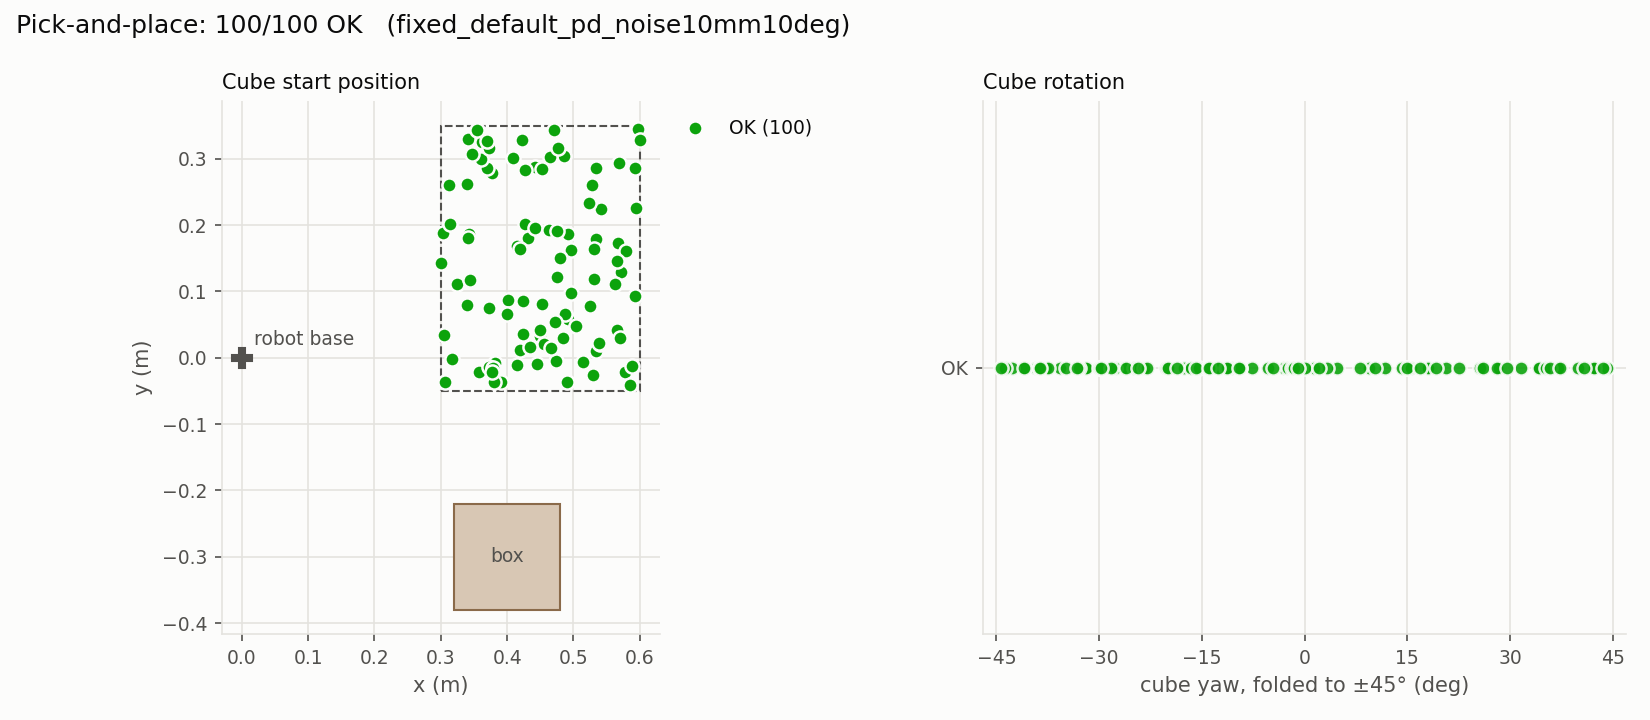 Pick-and-place: 100/100 OK   (fixed_default_pd_noise10mm10deg)
Cube start position
OK (100)
0.3
0.2
0.1
0.0
−0.1
−0.2
−0.3
−0.4
y (m)
robot base
box
0.0 0.1 0.2 0.3 0.4 0.5 0.6
x (m)
Cube rotation
OK
−45 −30 −15 0 15 30 45
cube yaw, folded to ±45° (deg)